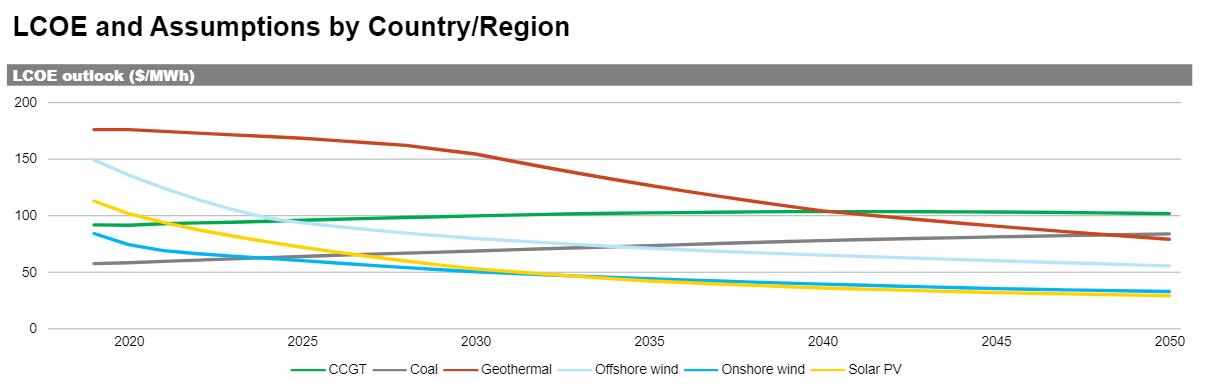 LCOE and Assumptions by Country/Region
LCOE outlook ($/MWh)
200
150
100
50
0
2020 2025 2030 2035 2040 2045 2050
CCGT Coal Geothermal Offshore wind Onshore wind Solar PV